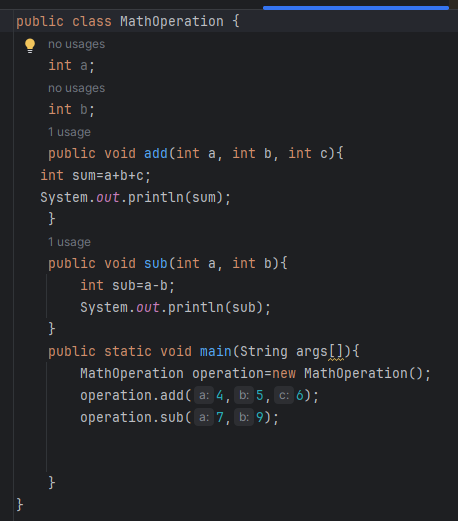 public class MathOperation {
no usages
int a;
no usages
int b;
1 usage
public void add(int a, int b, int c){
int sum=a+b+c;
System.out.println(sum);
}
1 usage
public void sub(int a, int b){
int sub=a-b;
System.out.println(sub);
}
public static void main(String args[]){
MathOperation operation=new MathOperation();
operation.add( a: 4, b: 5, c: 6);
operation.sub( a: 7, b: 9);
}
}